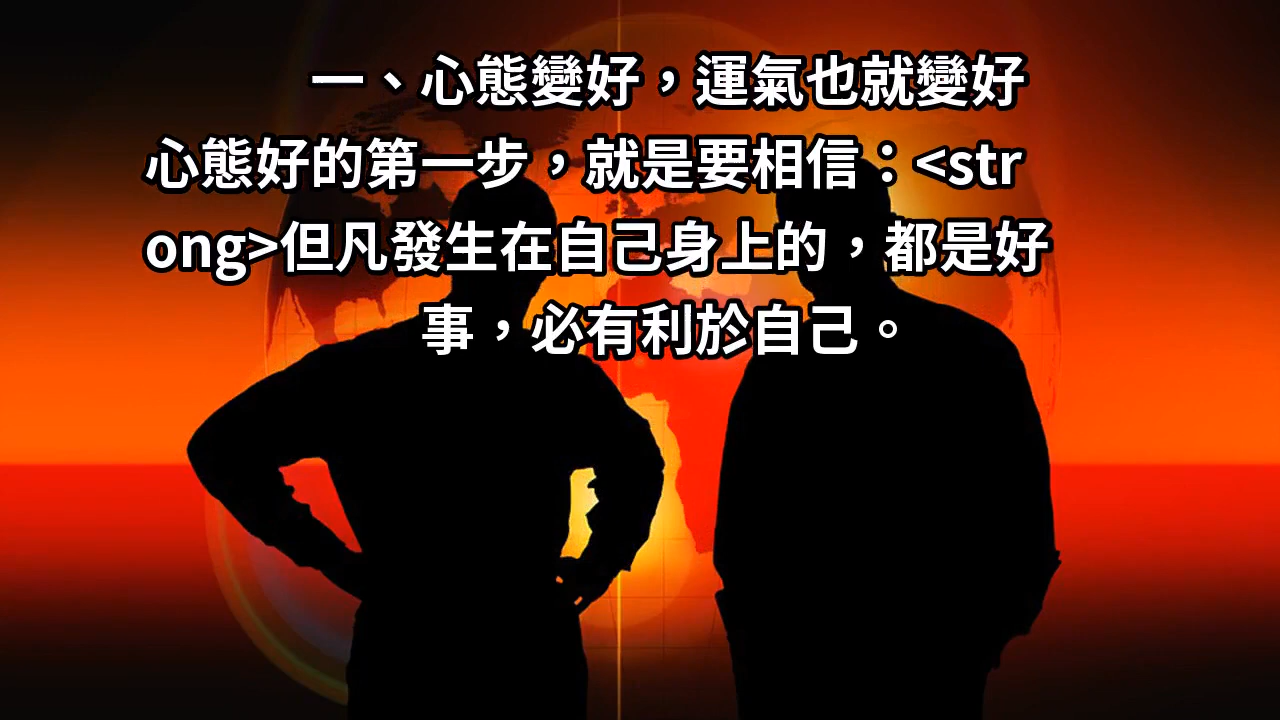 一、心態變好，運氣也就變好
心態好的第一步，就是要相信：<str
ong>但凡發生在自己身上的，都是好
事，必有利於自己。